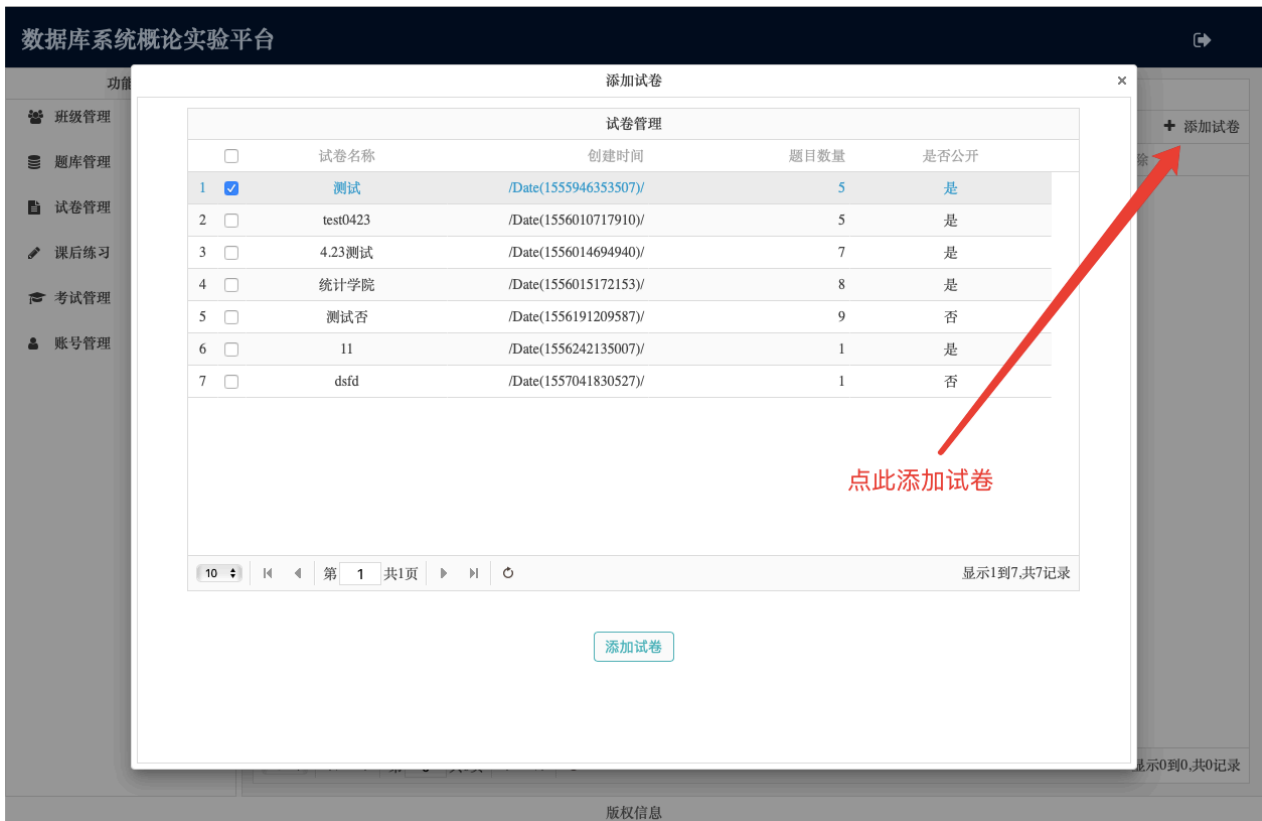 数据库系统概论实验平台
添加试卷 ×
功能
班级管理
题库管理
试卷管理
课后练习
考试管理
账号管理
添加试卷
除
试卷管理
试卷名称 创建时间 题目数量 是否公开
1 测试 /Date(1555946353507)/ 5 是
2 test0423 /Date(1556010717910)/ 5 是
3 4.23测试 /Date(1556014694940)/ 7 是
4 统计学院 /Date(1556015172153)/ 8 是
5 测试否 /Date(1556191209587)/ 9 否
6 11 /Date(1556242135007)/ 1 是
7 dsfd /Date(1557041830527)/ 1 否
点此添加试卷
10 第 1 共1页 显示1到7,共7记录
添加试卷
显示0到0,共0记录
版权信息